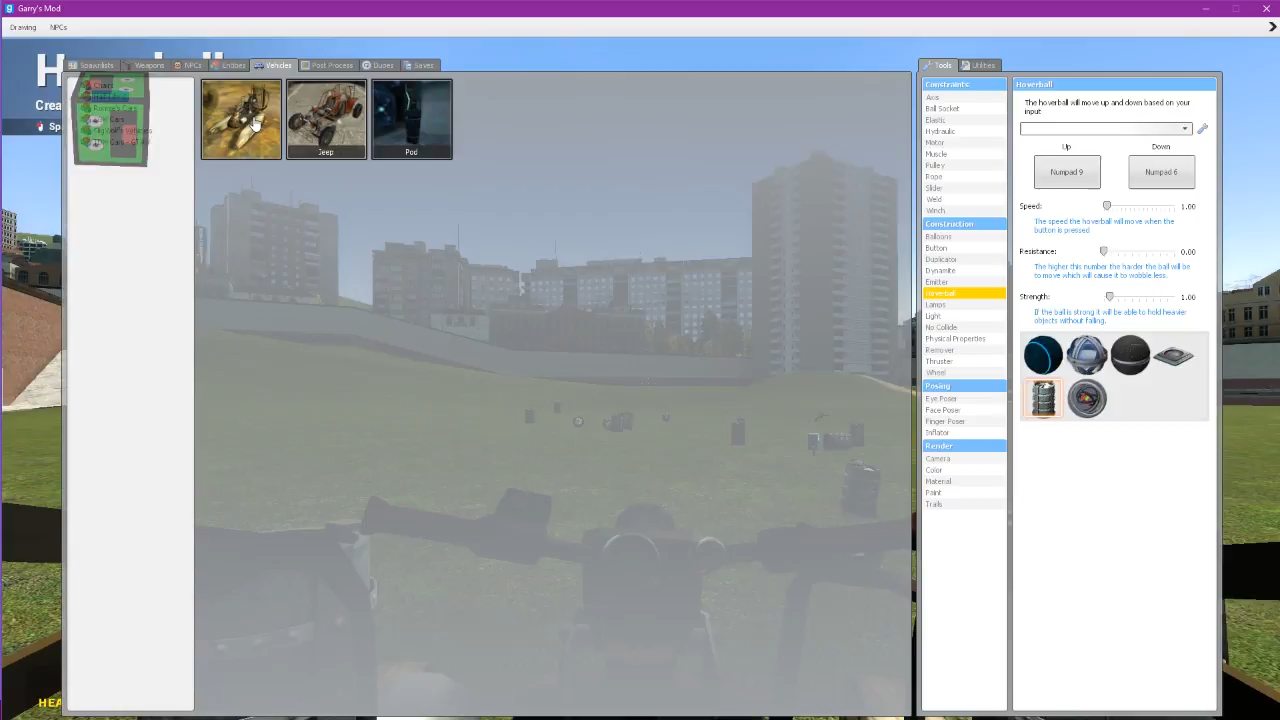 Garry's Mod
Drawing NPCs
H
Crea
Sp
Spawnlists Weapons NPCs Entities Vehicles Post Process Dupes Saves
Chairs
Jeep
Pod
HEA
Tools Utilities
Constraints
Axis
Ball Socket
Elastic
Hydraulic
Motor
Muscle
Pulley
Rope
Slider
Weld
Winch
Construction
Balloons
Button
Duplicator
Dynamite
Emitter
Hoverball
Lamps
Light
No Collide
Physical Properties
Remover
Thruster
Wheel
Posing
Eye Poser
Face Poser
Finger Poser
Inflator
Render
Camera
Color
Material
Paint
Trails
Hoverball
The hoverball will move up and down based on your
input
Up Down
Numpad 9 Numpad 6
Speed: 1.00
The speed the hoverball will move when the
button is pressed
Resistance: 0.00
The higher this number the harder the ball will be
to move which will cause it to wobble less.
Strength: 1.00
If the ball is strong it will be able to hold heavier
objects without falling.